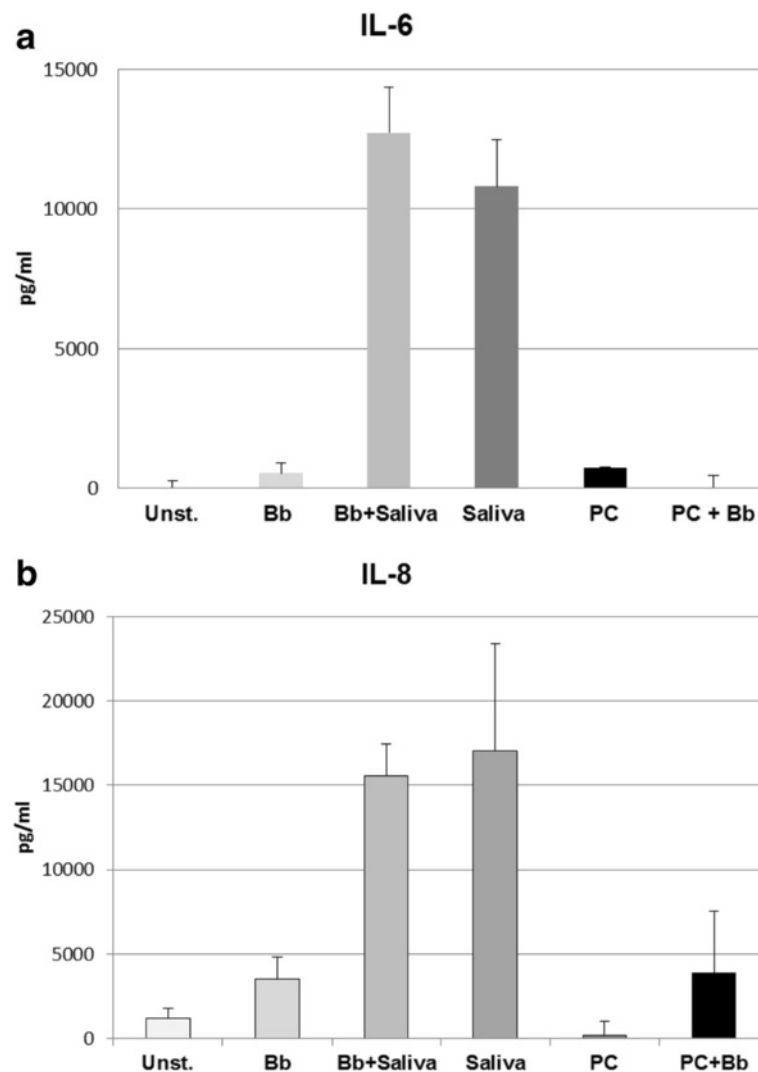 a
IL-6
15000
10000
5000
0
pg/ml
Unst. Bb Bb+Saliva Saliva PC PC + Bb
b
IL-8
25000
20000
15000
10000
5000
0
pg/ml
Unst. Bb Bb+Saliva Saliva PC PC+Bb